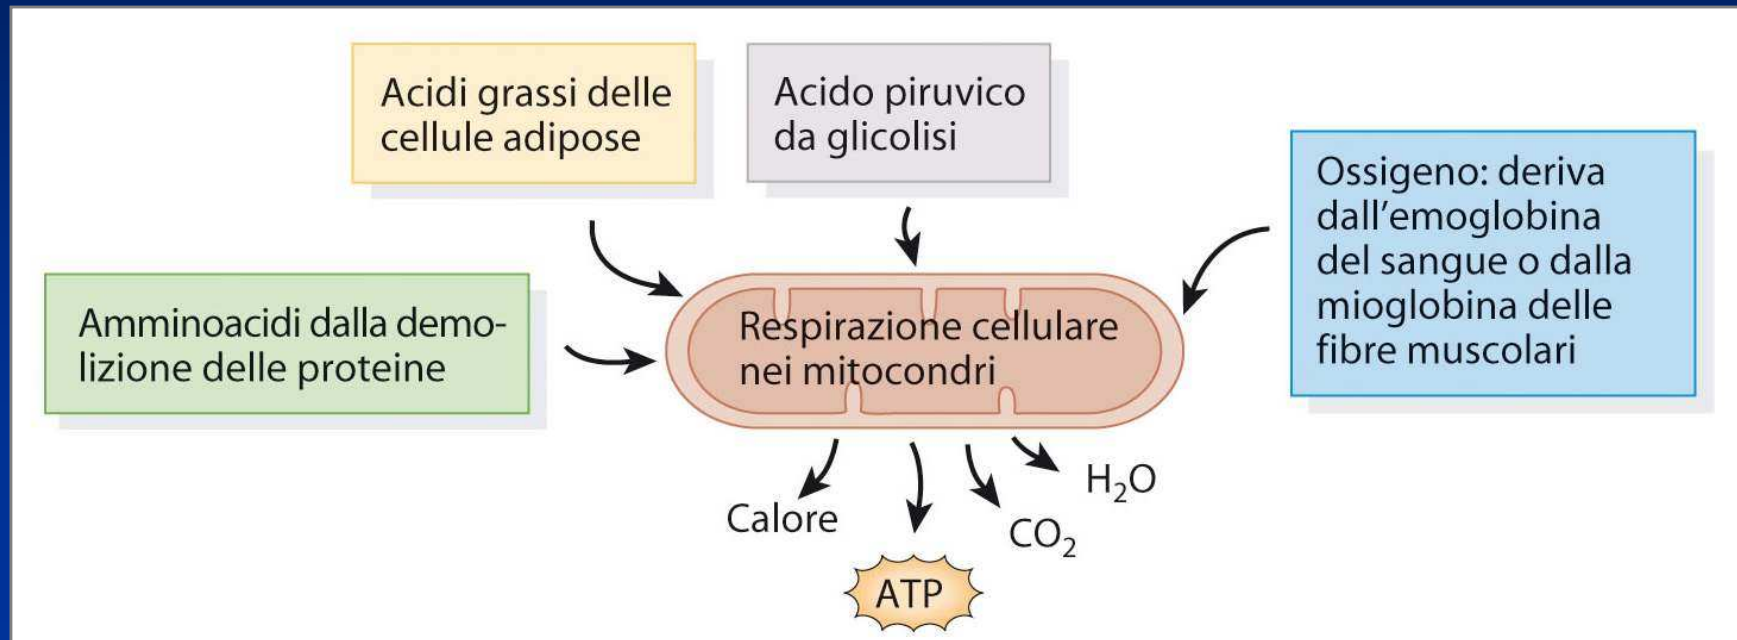 Acidi grassi delle
cellule adipose
Acido piruvico
da glicolisi
Ossigeno: deriva
dall’emoglobina
del sangue o dalla
mioglobina delle
fibre muscolari
Amminoacidi dalla demo-
lizione delle proteine
Respirazione cellulare
nei mitocondri
Calore
ATP
CO₂
H₂O